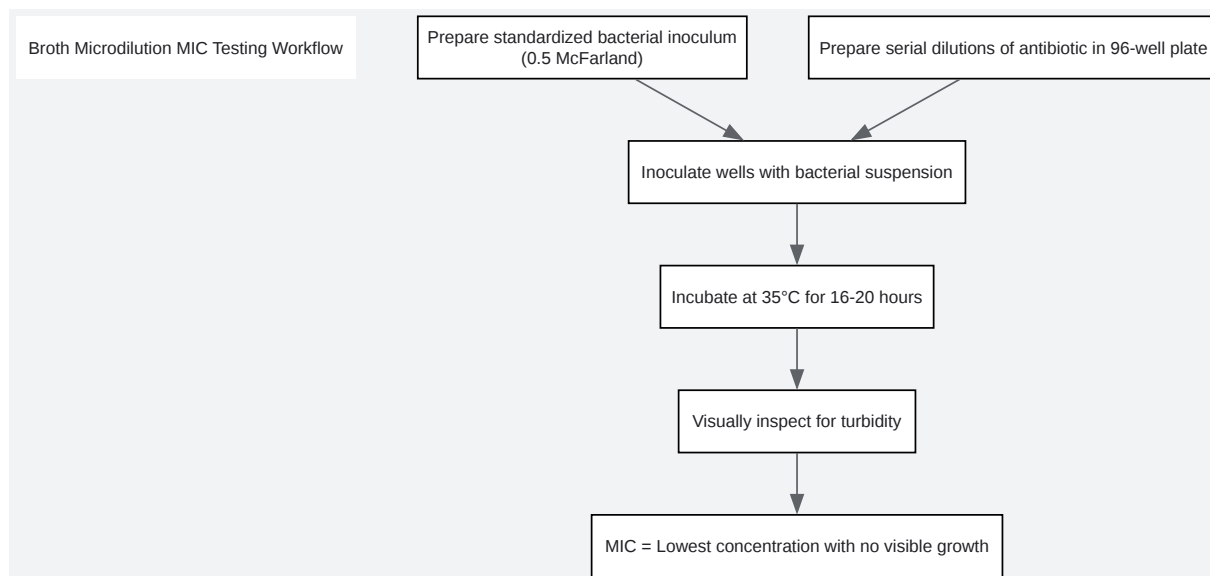 Broth Microdilution MIC Testing Workflow
Prepare standardized bacterial inoculum
(0.5 McFarland)
Prepare serial dilutions of antibiotic in 96-well plate
Inoculate wells with bacterial suspension
Incubate at 35°C for 16-20 hours
Visually inspect for turbidity
MIC = Lowest concentration with no visible growth